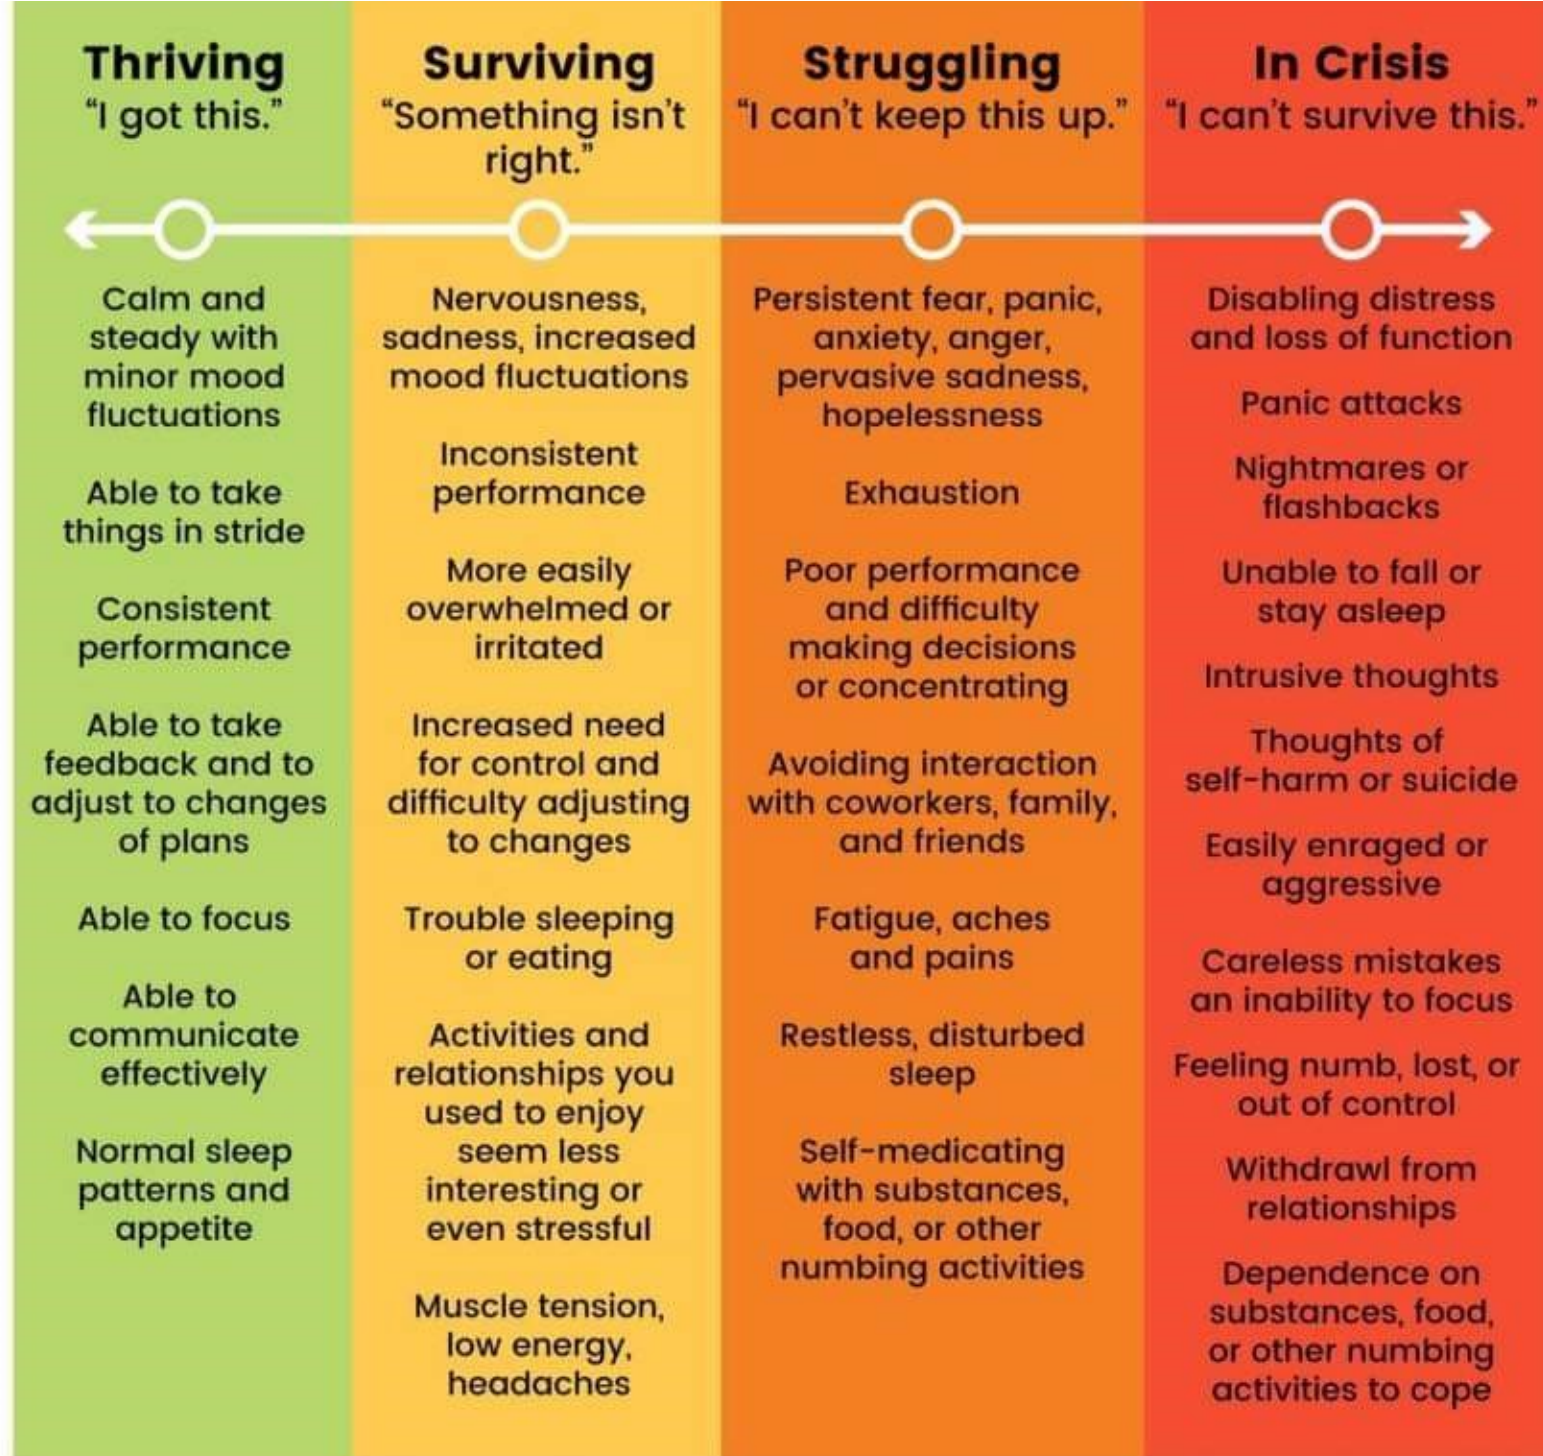 Thriving
“I got this.”
Calm and
steady with
minor mood
fluctuations
Able to take
things in stride
Consistent
performance
Able to take
feedback and to
adjust to changes
of plans
Able to focus
Able to
communicate
effectively
Normal sleep
patterns and
appetite
Surviving
“Something isn’t
right.”
Nervousness,
sadness, increased
mood fluctuations
Inconsistent
performance
More easily
overwhelmed or
irritated
Increased need
for control and
difficulty adjusting
to changes
Trouble sleeping
or eating
Activities and
relationships you
used to enjoy
seem less
interesting or
even stressful
Muscle tension,
low energy,
headaches
Struggling
“I can’t keep this up.”
Persistent fear, panic,
anxiety, anger,
pervasive sadness,
hopelessness
Exhaustion
Poor performance
and difficulty
making decisions
or concentrating
Avoiding interaction
with coworkers, family,
and friends
Fatigue, aches
and pains
Restless, disturbed
sleep
Self-medicating
with substances,
food, or other
numbing activities
In Crisis
“I can’t survive this.”
Disabling distress
and loss of function
Panic attacks
Nightmares or
flashbacks
Unable to fall or
stay asleep
Intrusive thoughts
Thoughts of
self-harm or suicide
Easily enraged or
aggressive
Careless mistakes
an inability to focus
Feeling numb, lost, or
out of control
Withdrawl from
relationships
Dependence on
substances, food,
or other numbing
activities to cope